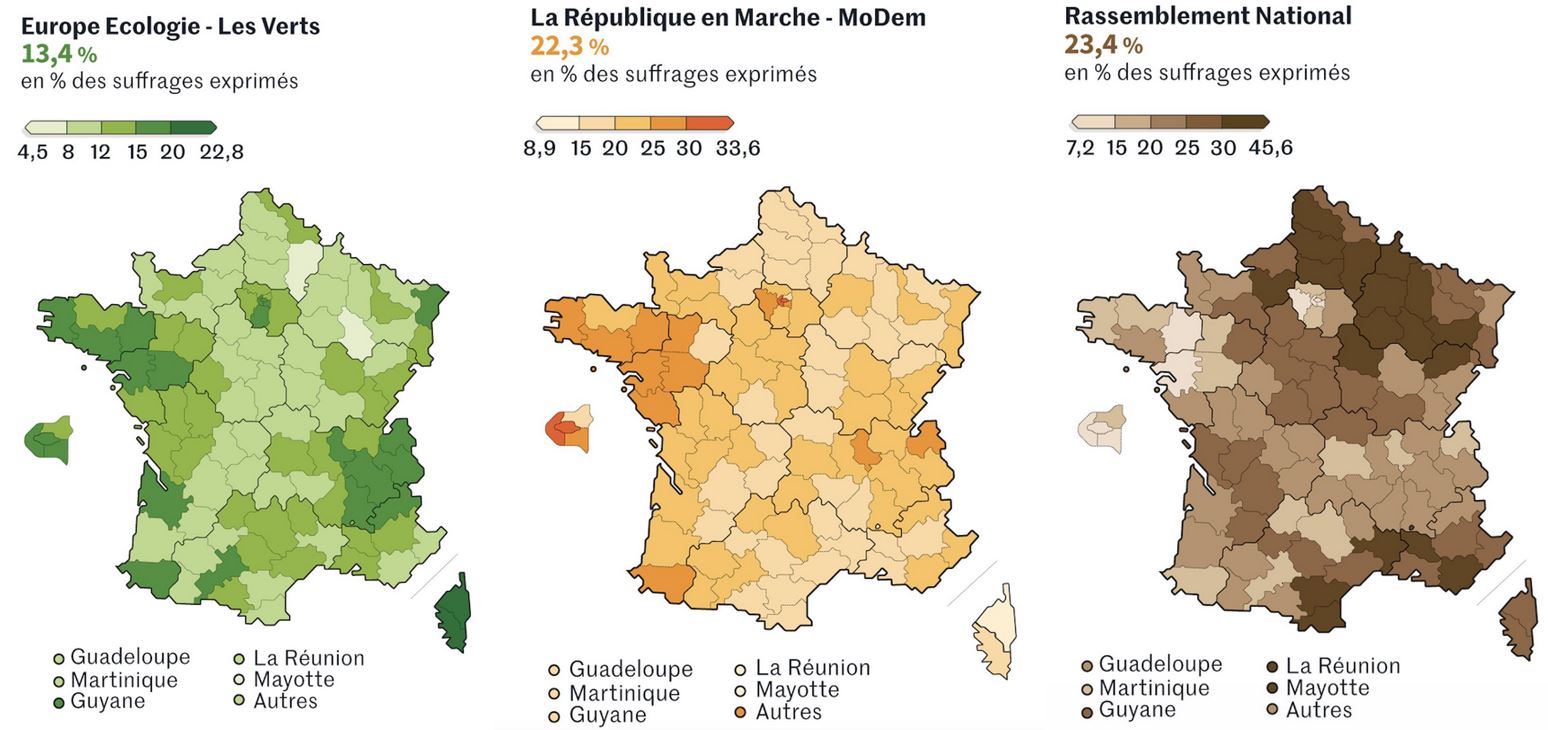 Europe Ecologie - Les Verts
13,4 %
en % des suffrages exprimés
4,5 8 12 15 20 22,8
Guadeloupe
Martinique
Guyane
La Réunion
Mayotte
Autres
La République en Marche - MoDem
22,3 %
en % des suffrages exprimés
8,9 15 20 25 30 33,6
Guadeloupe
Martinique
Guyane
La Réunion
Mayotte
Autres
Rassemblement National
23,4 %
en % des suffrages exprimés
7,2 15 20 25 30 45,6
Guadeloupe
Martinique
Guyane
La Réunion
Mayotte
Autres